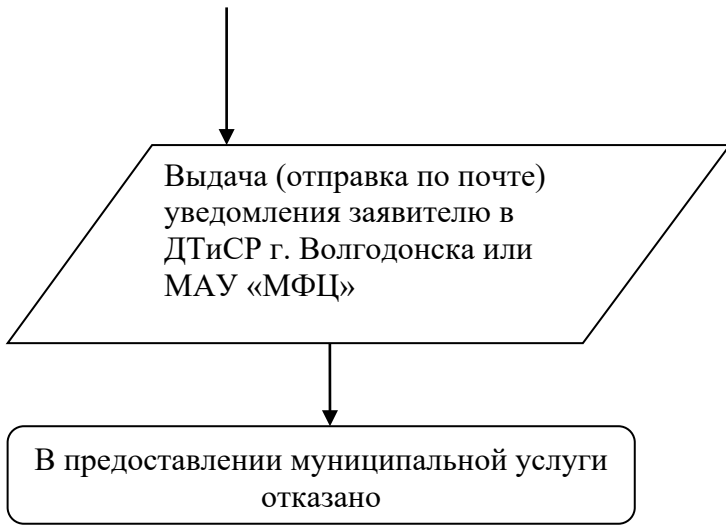 Выдача (отправка по почте)
уведомления заявителю в
ДТиСР г. Волгодонска или
МАУ «МФЦ»
В предоставлении муниципальной услуги
отказано